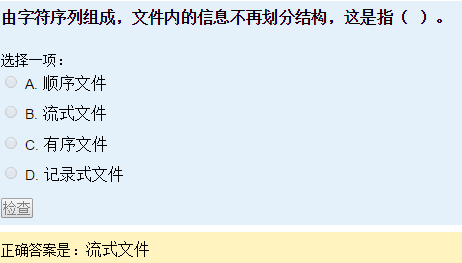 由字符序列组成，文件内的信息不再划分结构，这是指（ ）。
选择一项：
A. 顺序文件
B. 流式文件
C. 有序文件
D. 记录式文件
检查
正确答案是：流式文件